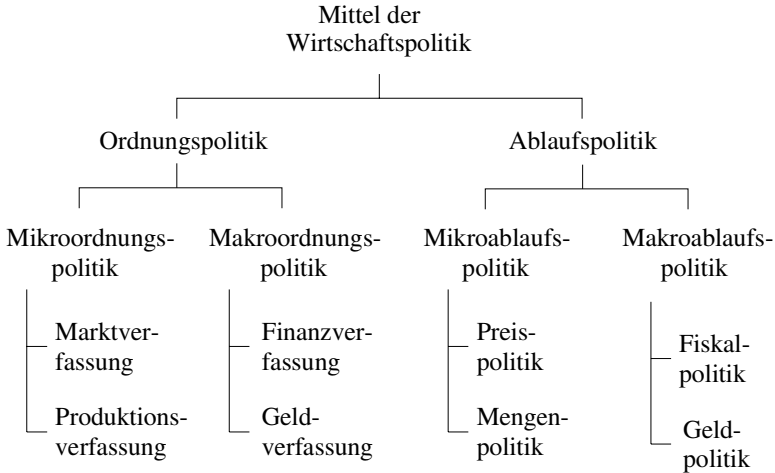 Mittel der
Wirtschaftspolitik
Ordnungspolitik
Ablaufspolitik
Mikroordnungs-
politik
Makroordnungs-
politik
Mikroablaufs-
politik
Makroablaufs-
politik
Marktver-
fassung
Produktions-
verfassung
Finanzver-
fassung
Geld-
verfassung
Preis-
politik
Mengen-
politik
Fiskal-
politik
Geld-
politik